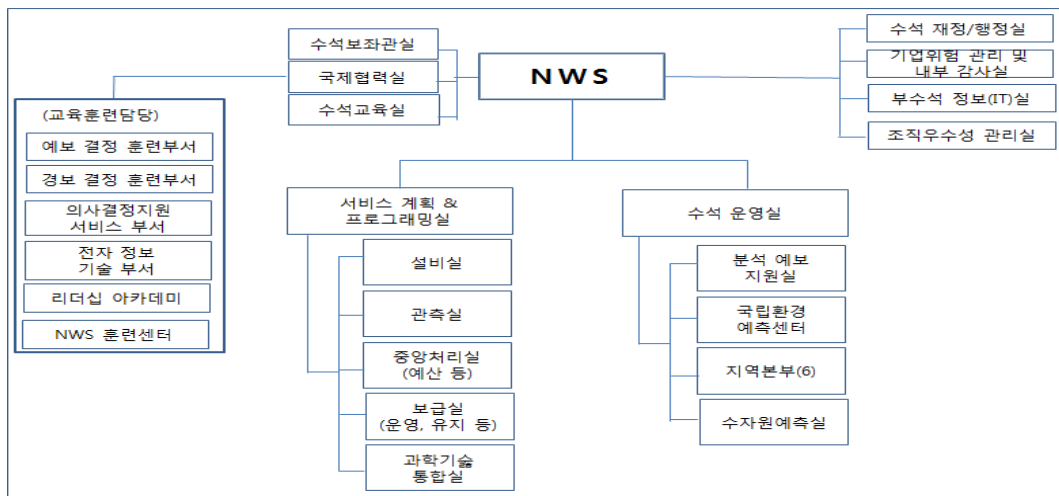 NWS
수석보좌관실
국제협력실
수석교육실
수석 재정/행정실
기업위험 관리 및
내부 감사실
부수석 정보(IT)실
조직우수성 관리실
(교육훈련담당)
예보 결정 훈련부서
경보 결정 훈련부서
의사결정지원
서비스 부서
전자 정보
기술 부서
리더십 아카데미
NWS 훈련센터
서비스 계획 &
프로그래밍실
설비실
관측실
중앙처리실
(예산 등)
보급실
(운영, 유지 등)
과학기술
통합실
수석 운영실
분석 예보
지원실
국립환경
예측센터
지역본부(6)
수자원예측실